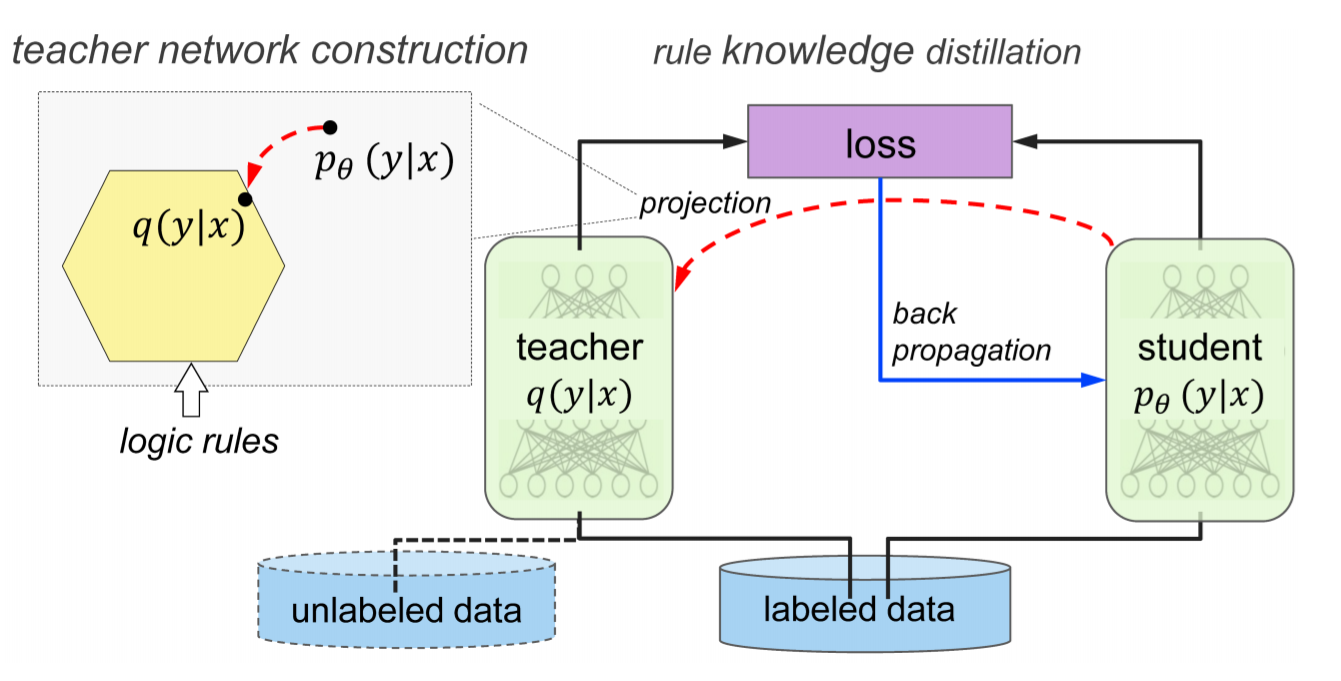 teacher network construction
rule knowledge distillation
pθ (y|x)
q(y|x)
logic rules
loss
projection
back
propagation
teacher
q(y|x)
student
pθ (y|x)
unlabeled data
labeled data